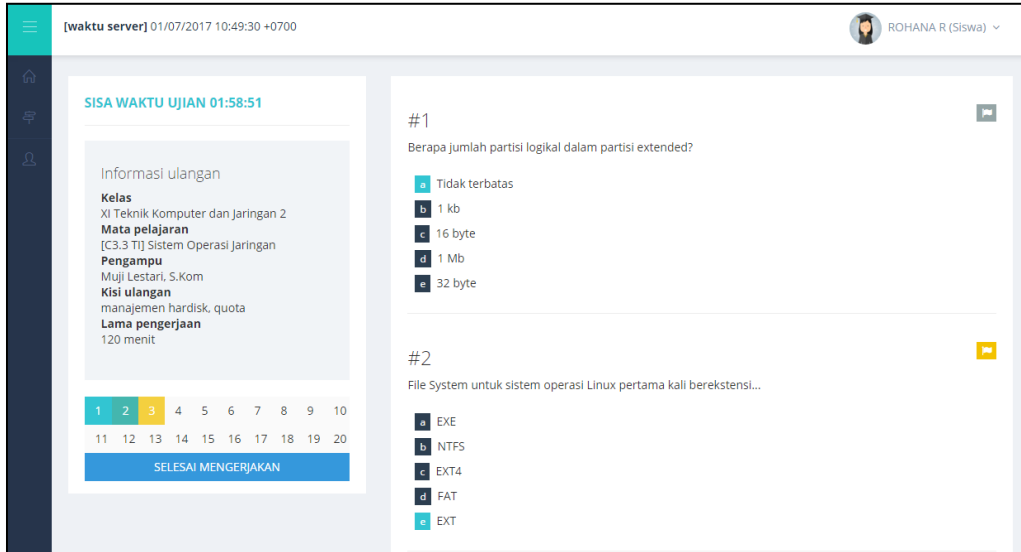 [waktu server] 01/07/2017 10:49:30 +0700
ROHANA R (Siswa)
SISA WAKTU UJIAN 01:58:51
Informasi ulangan
Kelas
XI Teknik Komputer dan Jaringan 2
Mata pelajaran
[C3.3 TI] Sistem Operasi Jaringan
Pengampu
Muji Lestari, S.Kom
Kisi ulangan
manajemen hardisk, quota
Lama pengerjaan
120 menit
1 2 3 4 5 6 7 8 9 10
11 12 13 14 15 16 17 18 19 20
SELESAI MENGERJAKAN
#1
Berapa jumlah partisi logikal dalam partisi extended?
a Tidak terbatas
b 1 kb
c 16 byte
d 1 Mb
e 32 byte
#2
File System untuk sistem operasi Linux pertama kali berekstensi...
a EXE
b NTFS
c EXT4
d FAT
e EXT